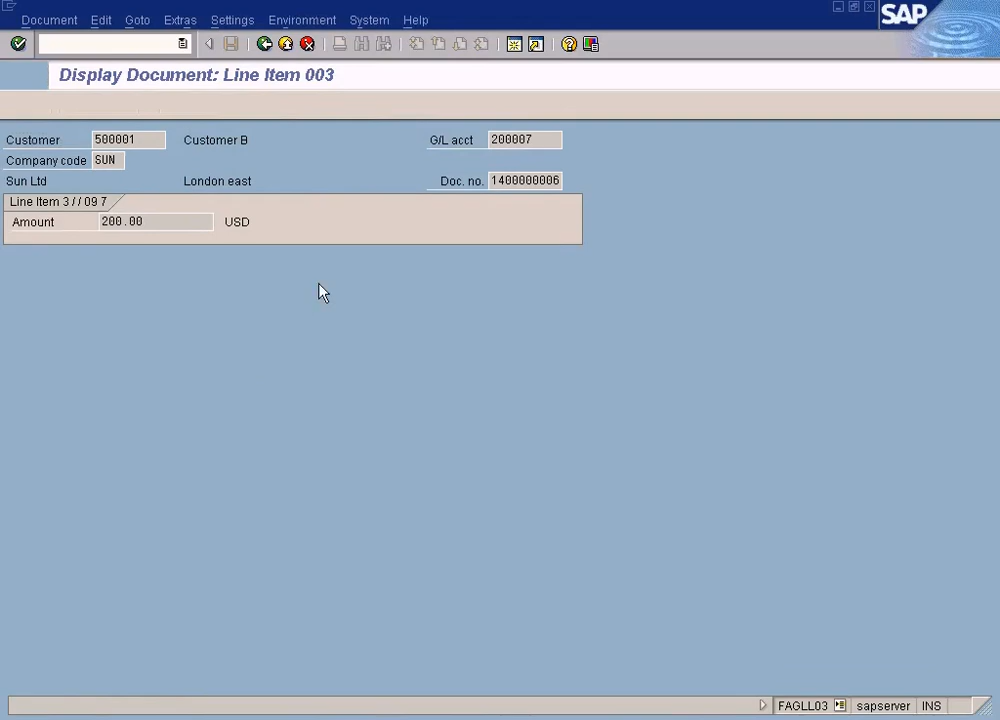 Document Edit Goto Extras Settings Environment System Help
SAP
Display Document: Line Item 003
Customer 500001 Customer B G/L acct 200007
Company code SUN
Sun Ltd London east Doc. no. 1400000006
Line Item 3 / / 09 7
Amount 200.00 USD
FAGLL03 sapserver INS